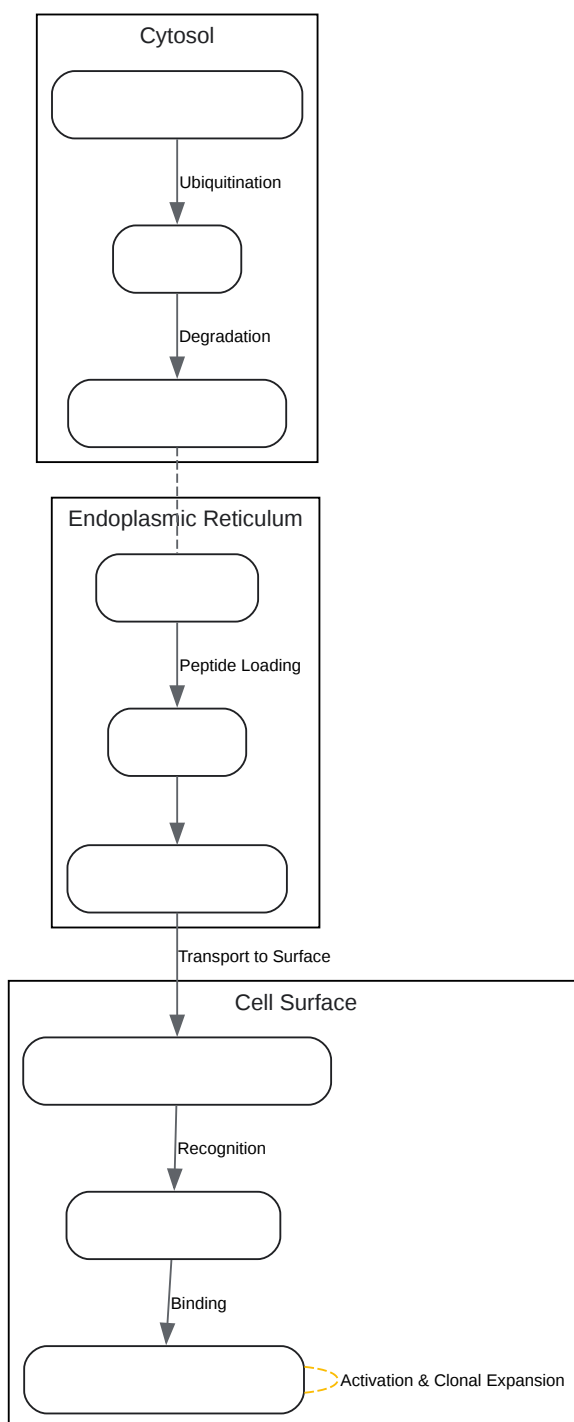 Cytosol
Ubiquitination
Degradation
Endoplasmic Reticulum
Peptide Loading
Transport to Surface
Cell Surface
Recognition
Binding
Activation & Clonal Expansion